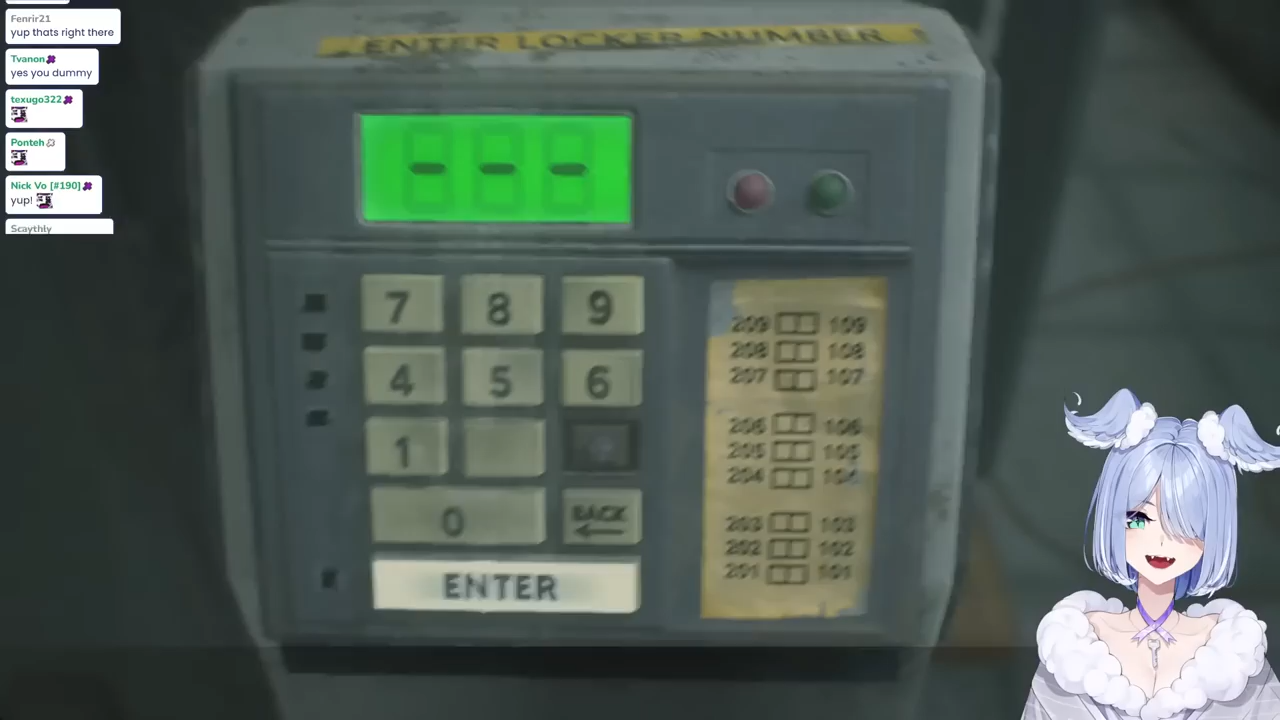 Fenrir21
yup thats right there
Tvanon
yes you dummy
texugo322
Ponteh
Nick Vo [#190]
yup!
Scaythly
ENTER LOCKER NUMBER
- - -
7 8 9
4 5 6
1
0 BACK
ENTER
209 109
208 108
207 107
206 106
205 105
204 104
203 103
202 102
201 101